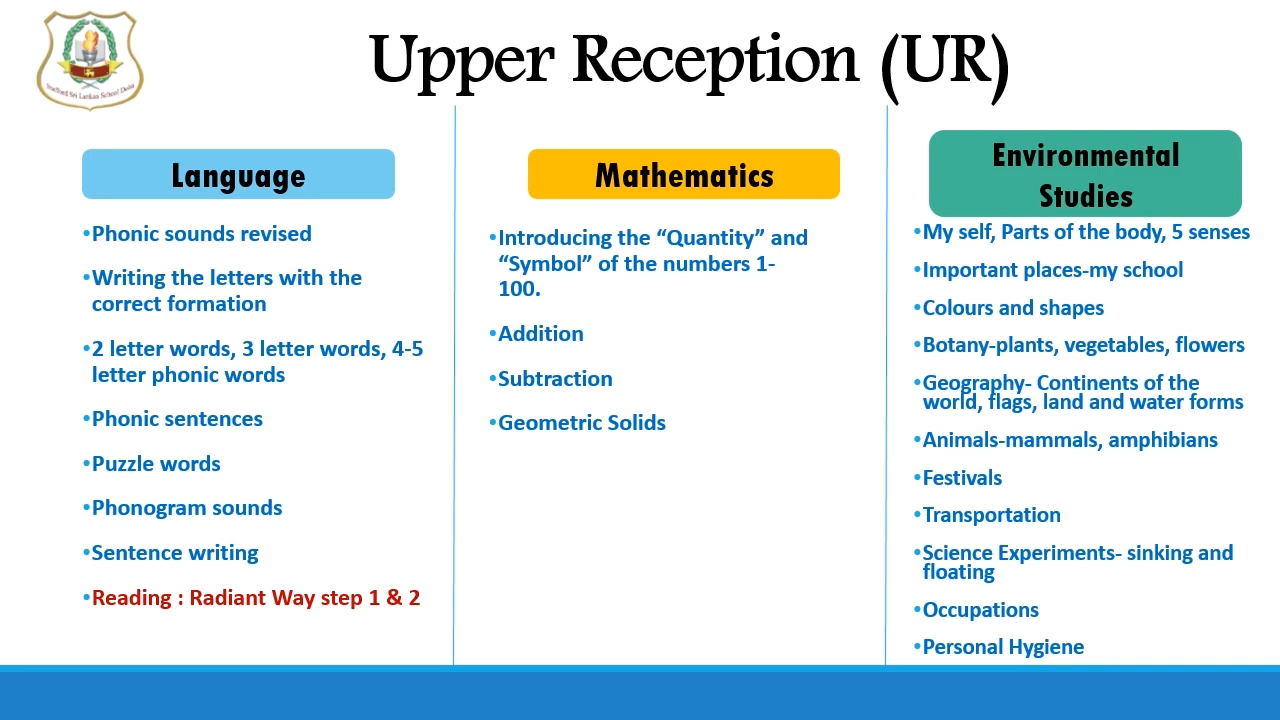 Upper Reception (UR)
Stafford Sri Lankan School Doha
Language
•Phonic sounds revised
•Writing the letters with the
correct formation
•2 letter words, 3 letter words, 4-5
letter phonic words
•Phonic sentences
•Puzzle words
•Phonogram sounds
•Sentence writing
•Reading : Radiant Way step 1 & 2
Mathematics
•Introducing the “Quantity” and
“Symbol” of the numbers 1-
100.
•Addition
•Subtraction
•Geometric Solids
Environmental
Studies
•My self, Parts of the body, 5 senses
•Important places-my school
•Colours and shapes
•Botany-plants, vegetables, flowers
•Geography- Continents of the
world, flags, land and water forms
•Animals-mammals, amphibians
•Festivals
•Transportation
•Science Experiments- sinking and
floating
•Occupations
•Personal Hygiene